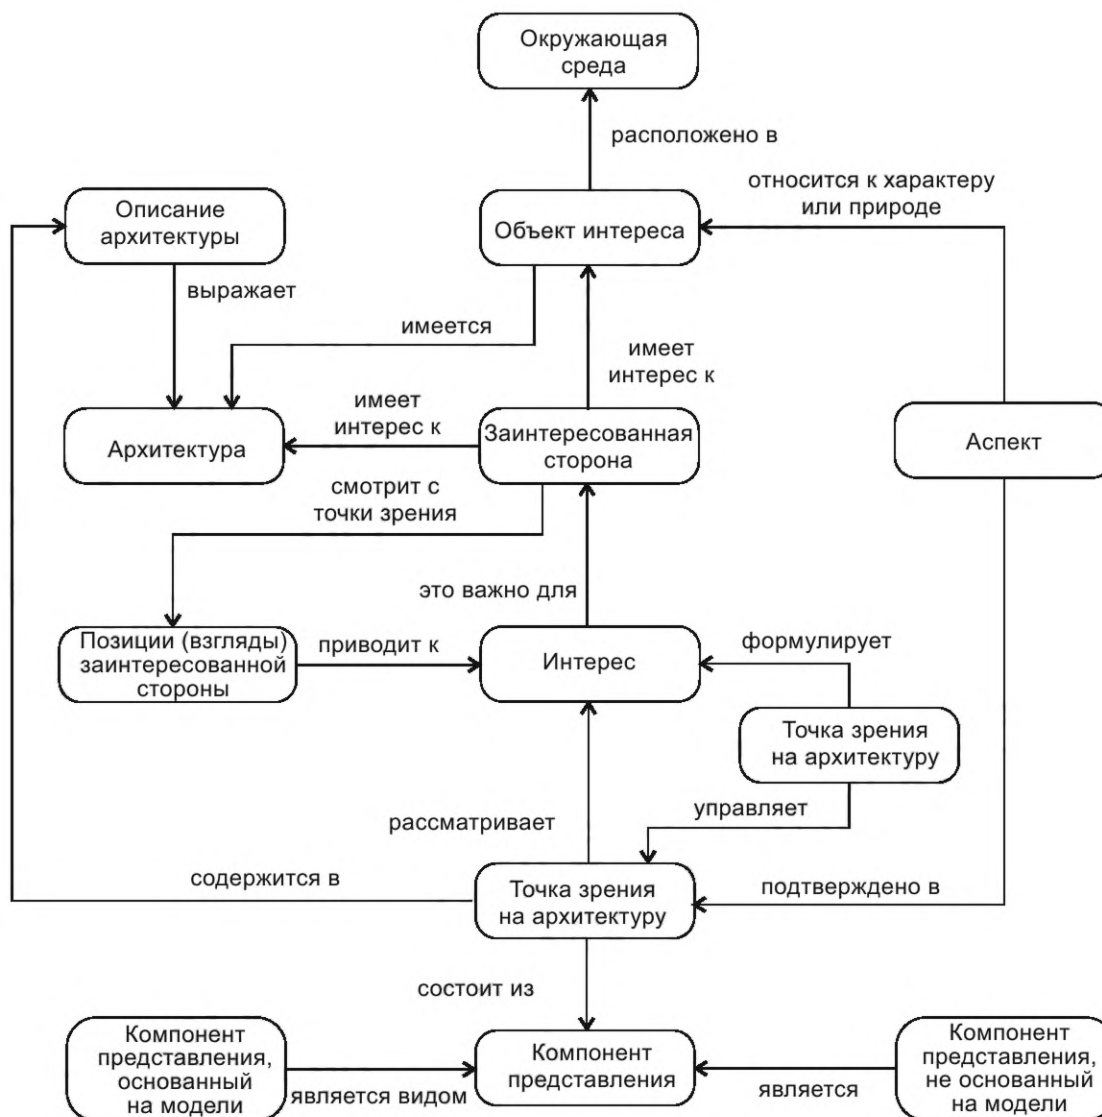 Окружающая
среда
расположено в
относится к характеру
или природе
Описание
архитектуры
Объект интереса
выражает
имеется
имеет
интерес к
имеет
интерес к
Архитектура
Заинтересованная
сторона
Аспект
смотрит с
точки зрения
это важно для
Позиции (взгляды)
заинтересованной
стороны
приводит к
Интерес
формулирует
Точка зрения
на архитектуру
управляет
рассматривает
содержится в
Точка зрения
на архитектуру
подтверждено в
состоит из
Компонент
представления,
основанный
на модели
является видом
Компонент
представления
является
Компонент
представления,
не основанный
на модели